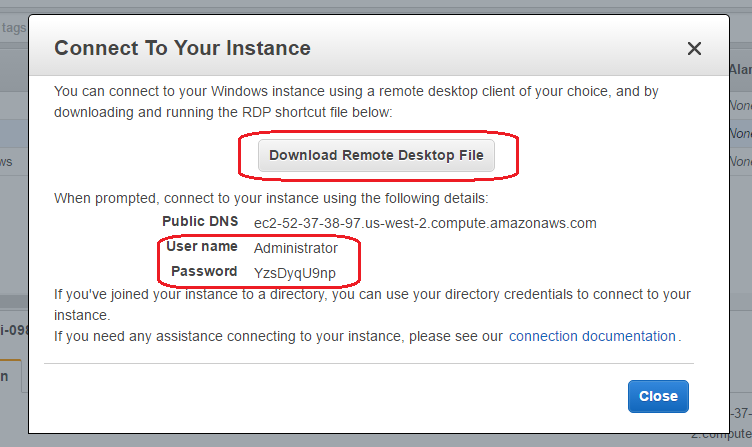 tags
Connect To Your Instance
You can connect to your Windows instance using a remote desktop client of your choice, and by
downloading and running the RDP shortcut file below:
Download Remote Desktop File
When prompted, connect to your instance using the following details:
Public DNS ec2-52-37-38-97.us-west-2.compute.amazonaws.com
User name Administrator
Password YzsDyqU9np
If you've joined your instance to a directory, you can use your directory credentials to connect to your
instance.
If you need any assistance connecting to your instance, please see our connection documentation.
Close
Alar
None
None
None
ws
i-098
n
-37-
2.compute